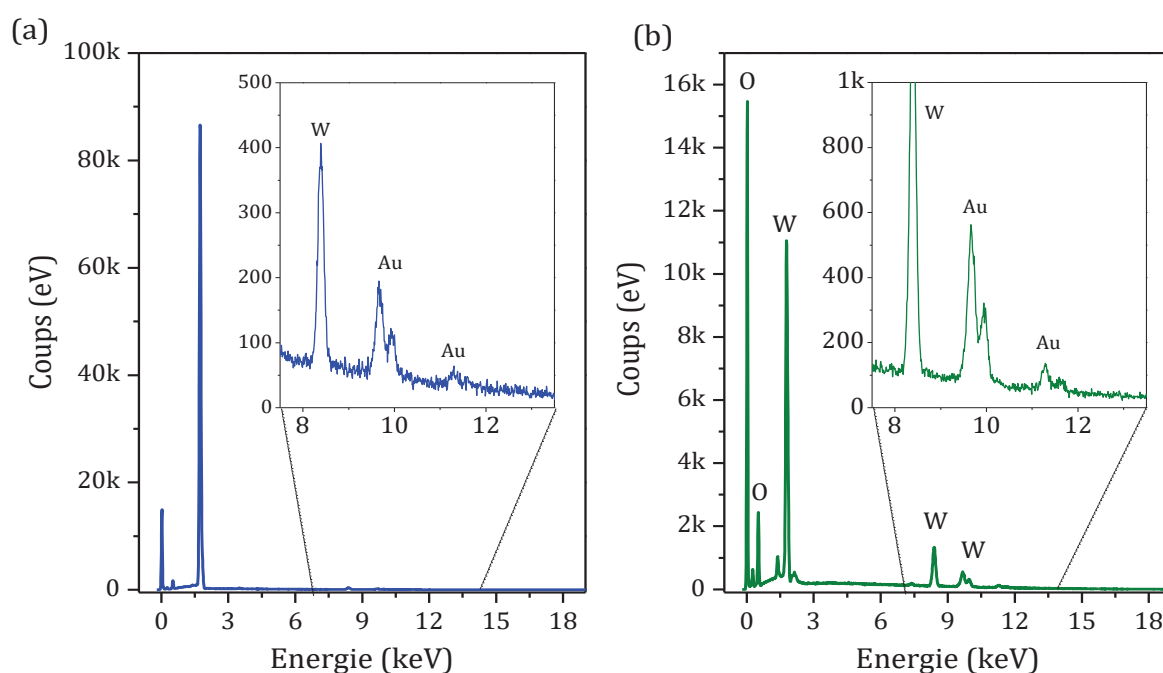 (a)
100k
80k
60k
40k
20k
0
Coups (eV)
0 3 6 9 12 15 18
Energie (keV)
500
400
300
200
100
0
8 10 12
W
Au
Au
(b)
16k
14k
12k
10k
8k
6k
4k
2k
0
Coups (eV)
0 3 6 9 12 15 18
Energie (keV)
O
O
W
W
W
1k
800
600
400
200
0
8 10 12
W
Au
Au